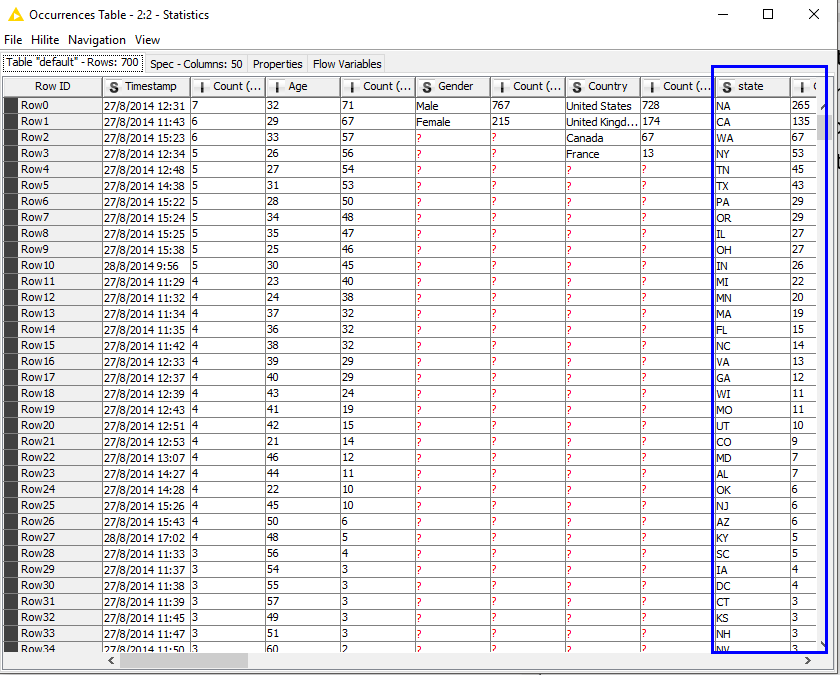 Occurrences Table - 2:2 - Statistics
File Hilite Navigation View
Table "default" - Rows: 700 Spec - Columns: 50 Properties Flow Variables
Row ID S Timestamp I Count (... I Age I Count (... S Gender I Count (... S Country I Count (... S state I
Row0 27/8/2014 12:31 7 32 71 Male 767 United States 728 NA 265
Row1 27/8/2014 11:43 6 29 67 Female 215 United Kingd... 174 CA 135
Row2 27/8/2014 15:23 6 33 57 ? ? Canada 67 WA 67
Row3 27/8/2014 12:34 5 26 56 ? ? France 13 NY 53
Row4 27/8/2014 12:48 5 27 54 ? ? ? ? TN 45
Row5 27/8/2014 14:38 5 31 53 ? ? ? ? TX 43
Row6 27/8/2014 15:22 5 28 50 ? ? ? ? PA 29
Row7 27/8/2014 15:24 5 34 48 ? ? ? ? OR 29
Row8 27/8/2014 15:25 5 35 47 ? ? ? ? IL 27
Row9 27/8/2014 15:38 5 25 46 ? ? ? ? OH 27
Row10 28/8/2014 9:56 5 30 45 ? ? ? ? IN 26
Row11 27/8/2014 11:29 4 23 40 ? ? ? ? MI 22
Row12 27/8/2014 11:32 4 24 38 ? ? ? ? MN 20
Row13 27/8/2014 11:34 4 37 32 ? ? ? ? MA 19
Row14 27/8/2014 11:35 4 36 32 ? ? ? ? FL 15
Row15 27/8/2014 11:42 4 38 32 ? ? ? ? NC 14
Row16 27/8/2014 12:33 4 39 29 ? ? ? ? VA 13
Row17 27/8/2014 12:37 4 40 29 ? ? ? ? GA 12
Row18 27/8/2014 12:39 4 43 24 ? ? ? ? WI 11
Row19 27/8/2014 12:43 4 41 19 ? ? ? ? MO 11
Row20 27/8/2014 12:51 4 42 15 ? ? ? ? UT 10
Row21 27/8/2014 12:53 4 21 14 ? ? ? ? CO 9
Row22 27/8/2014 13:07 4 46 12 ? ? ? ? MD 7
Row23 27/8/2014 14:27 4 44 11 ? ? ? ? AL 7
Row24 27/8/2014 14:28 4 22 10 ? ? ? ? OK 6
Row25 27/8/2014 15:26 4 45 10 ? ? ? ? NJ 6
Row26 27/8/2014 15:43 4 50 6 ? ? ? ? AZ 6
Row27 28/8/2014 17:02 4 48 5 ? ? ? ? KY 5
Row28 27/8/2014 11:33 3 56 4 ? ? ? ? SC 5
Row29 27/8/2014 11:37 3 54 3 ? ? ? ? IA 4
Row30 27/8/2014 11:38 3 55 3 ? ? ? ? DC 4
Row31 27/8/2014 11:39 3 57 3 ? ? ? ? CT 3
Row32 27/8/2014 11:45 3 49 3 ? ? ? ? KS 3
Row33 27/8/2014 11:47 3 51 3 ? ? ? ? NH 3
Row34 27/8/2014 11:50 3 60 2 ? ? ? ? NV 3